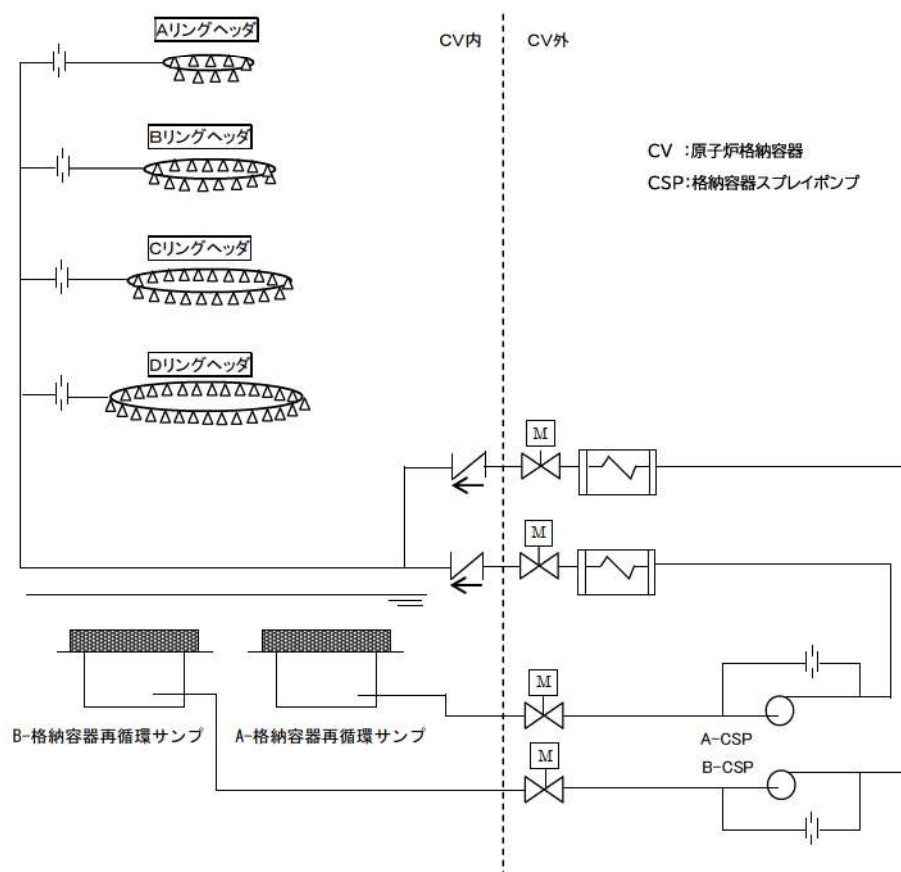 Aリングヘッダ
CV内
CV外
Bリングヘッダ
CV :原子炉格納容器
CSP:格納容器スプレイポンプ
Cリングヘッダ
Dリングヘッダ
M
M
M
B-格納容器再循環サンプ
A-格納容器再循環サンプ
A-CSP
M
B-CSP